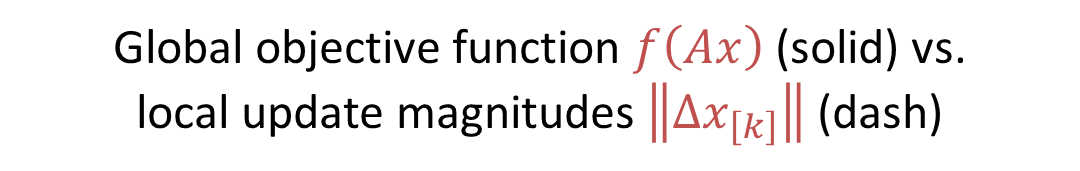 Global objective function f(Ax) (solid) vs.
local update magnitudes ‖Δx[k]‖ (dash)